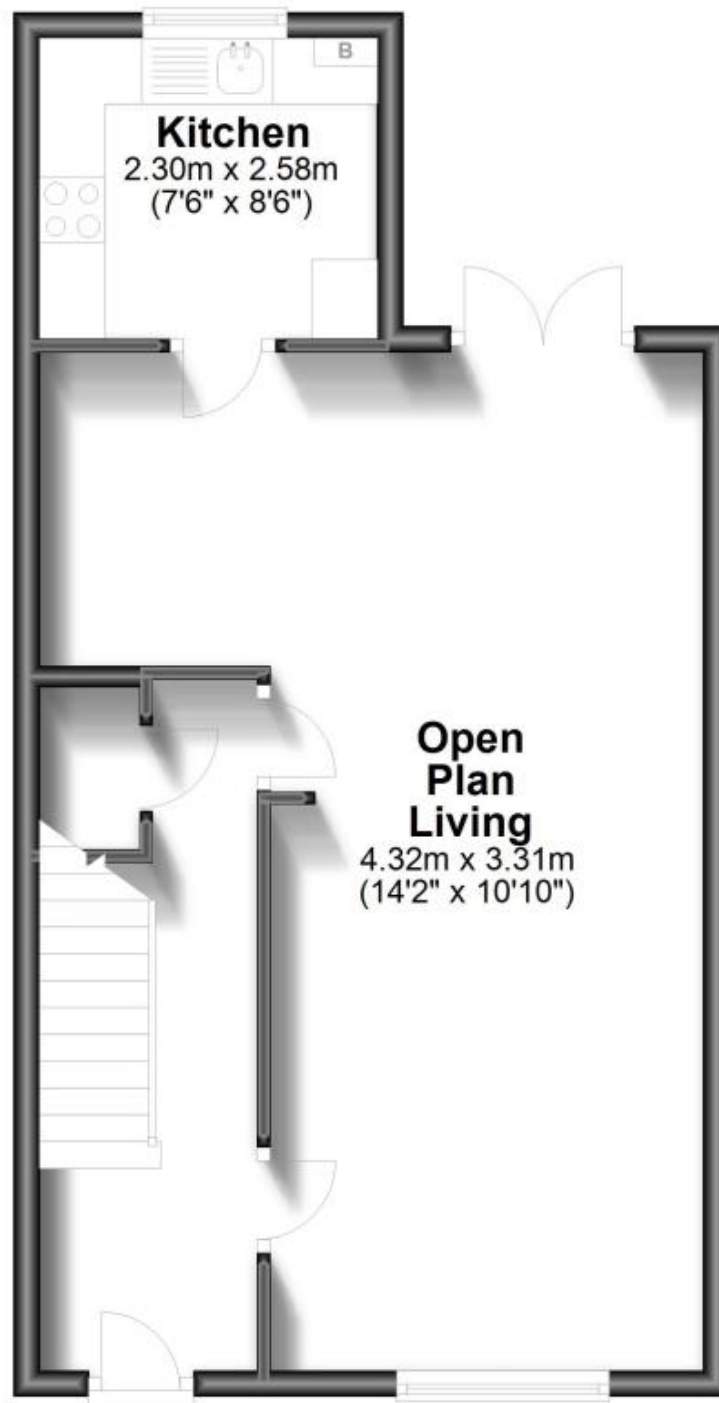 B
Kitchen
2.30m x 2.58m
(7'6" x 8'6")
Open
Plan
Living
4.32m x 3.31m
(14'2" x 10'10")